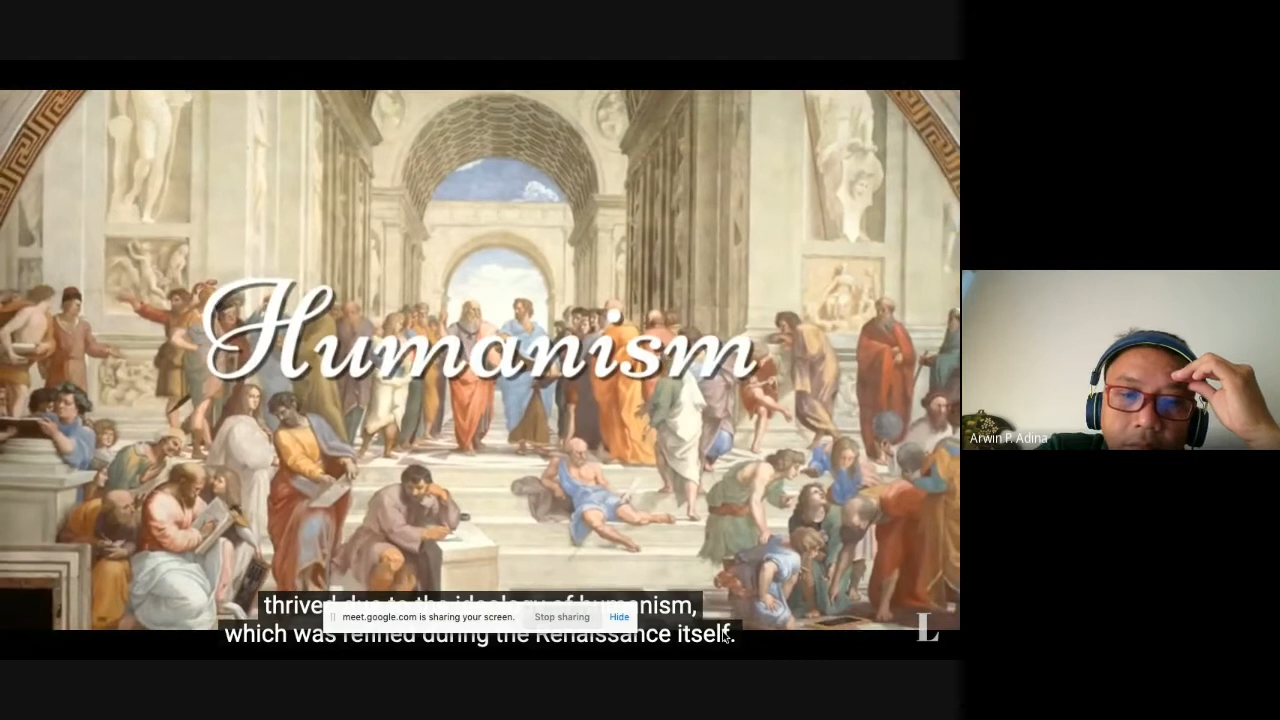 Humanism
thrived due to the ideology of humanism,
meet.google.com is sharing your screen. Stop sharing Hide
which was refined during the Renaissance itself.
L
Arwin P. Adina